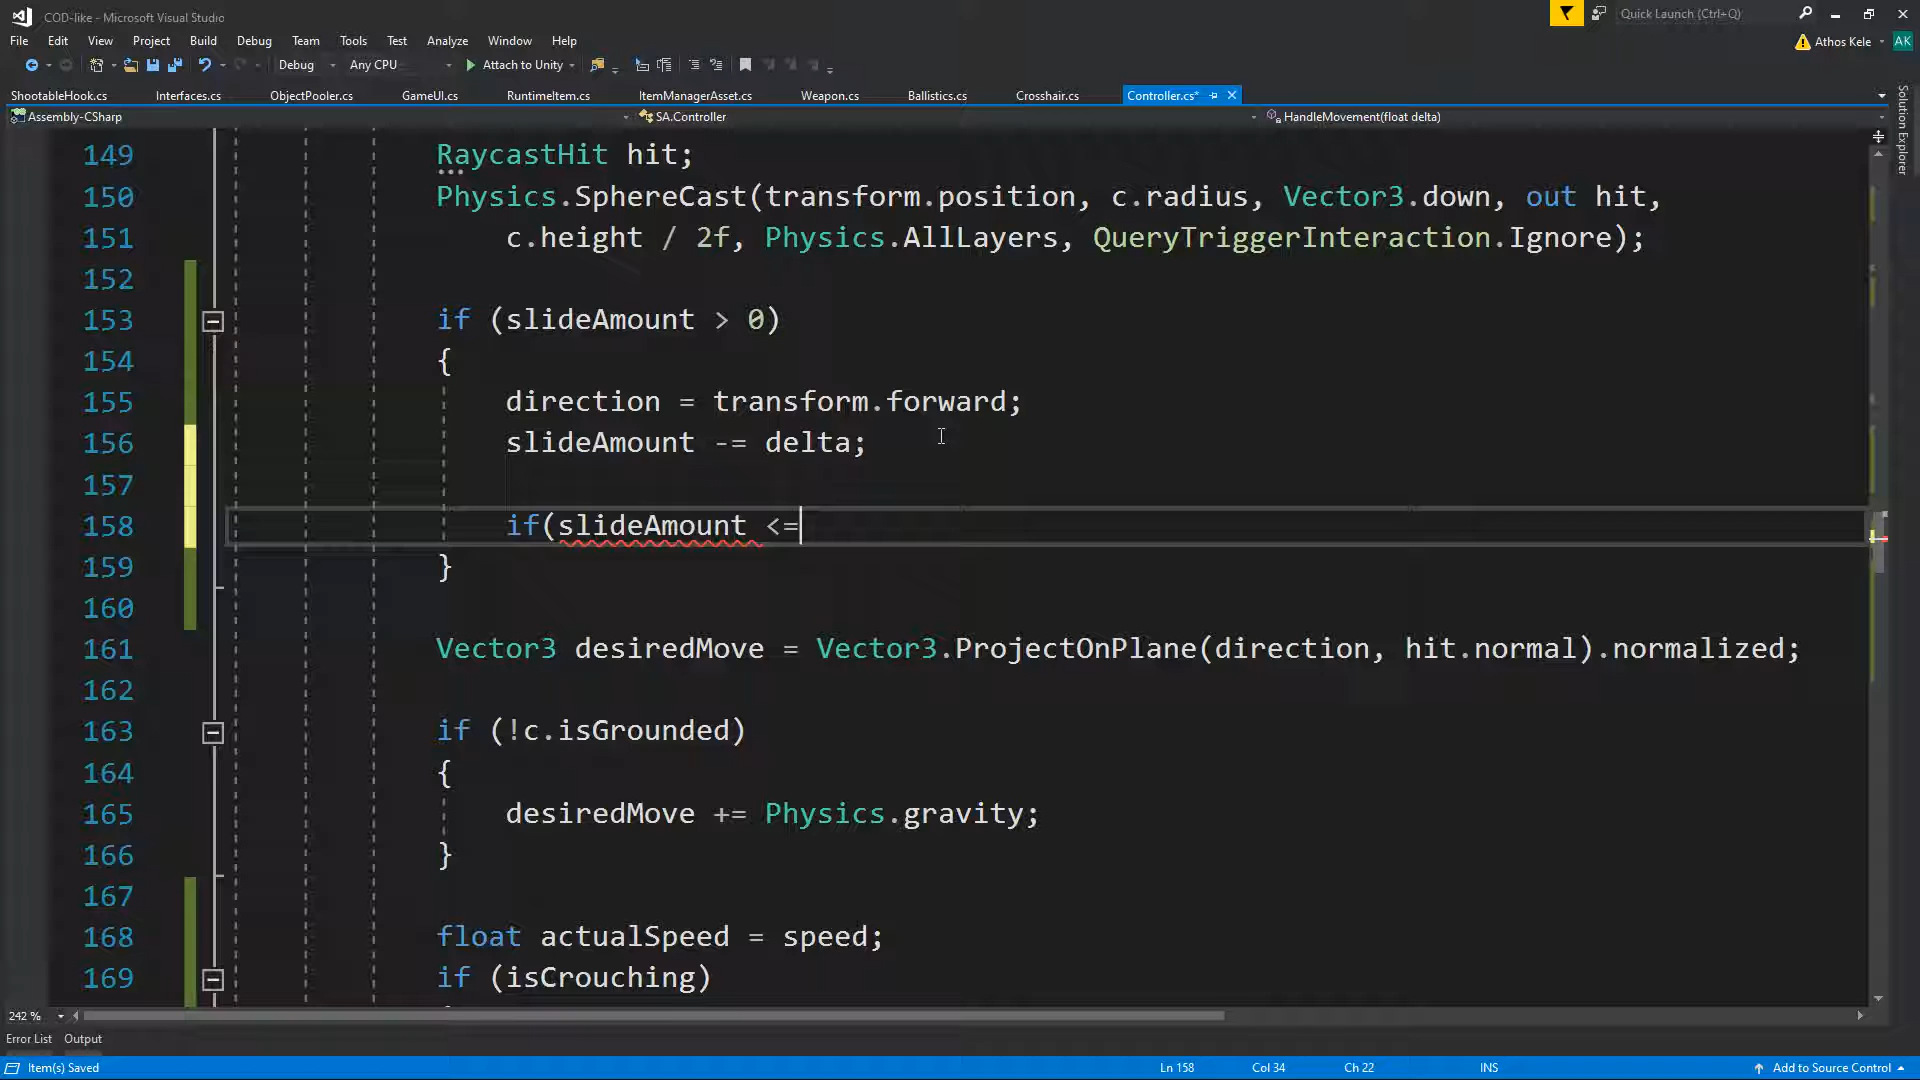 COD-like - Microsoft Visual Studio
Quick Launch (Ctrl+Q)
File Edit View Project Build Debug Team Tools Test Analyze Window Help
Athos Kele AK
Debug Any CPU Attach to Unity
ShootableHook.cs Interfaces.cs ObjectPooler.cs GameUI.cs RuntimeItem.cs ItemManagerAsset.cs Weapon.cs Ballistics.cs Crosshair.cs Controller.cs*
Assembly-CSharp SA.Controller HandleMovement(float delta)
Solution Explorer
149 RaycastHit hit;
150 Physics.SphereCast(transform.position, c.radius, Vector3.down, out hit,
151 c.height / 2f, Physics.AllLayers, QueryTriggerInteraction.Ignore);
152
153 if (slideAmount > 0)
154 {
155 direction = transform.forward;
156 slideAmount -= delta;
157
158 if(slideAmount <=
159 }
160
161 Vector3 desiredMove = Vector3.ProjectOnPlane(direction, hit.normal).normalized;
162
163 if (!c.isGrounded)
164 {
165 desiredMove += Physics.gravity;
166 }
167
168 float actualSpeed = speed;
169 if (isCrouching)
242 %
Error List Output
Item(s) Saved Ln 158 Col 34 Ch 22 INS Add to Source Control